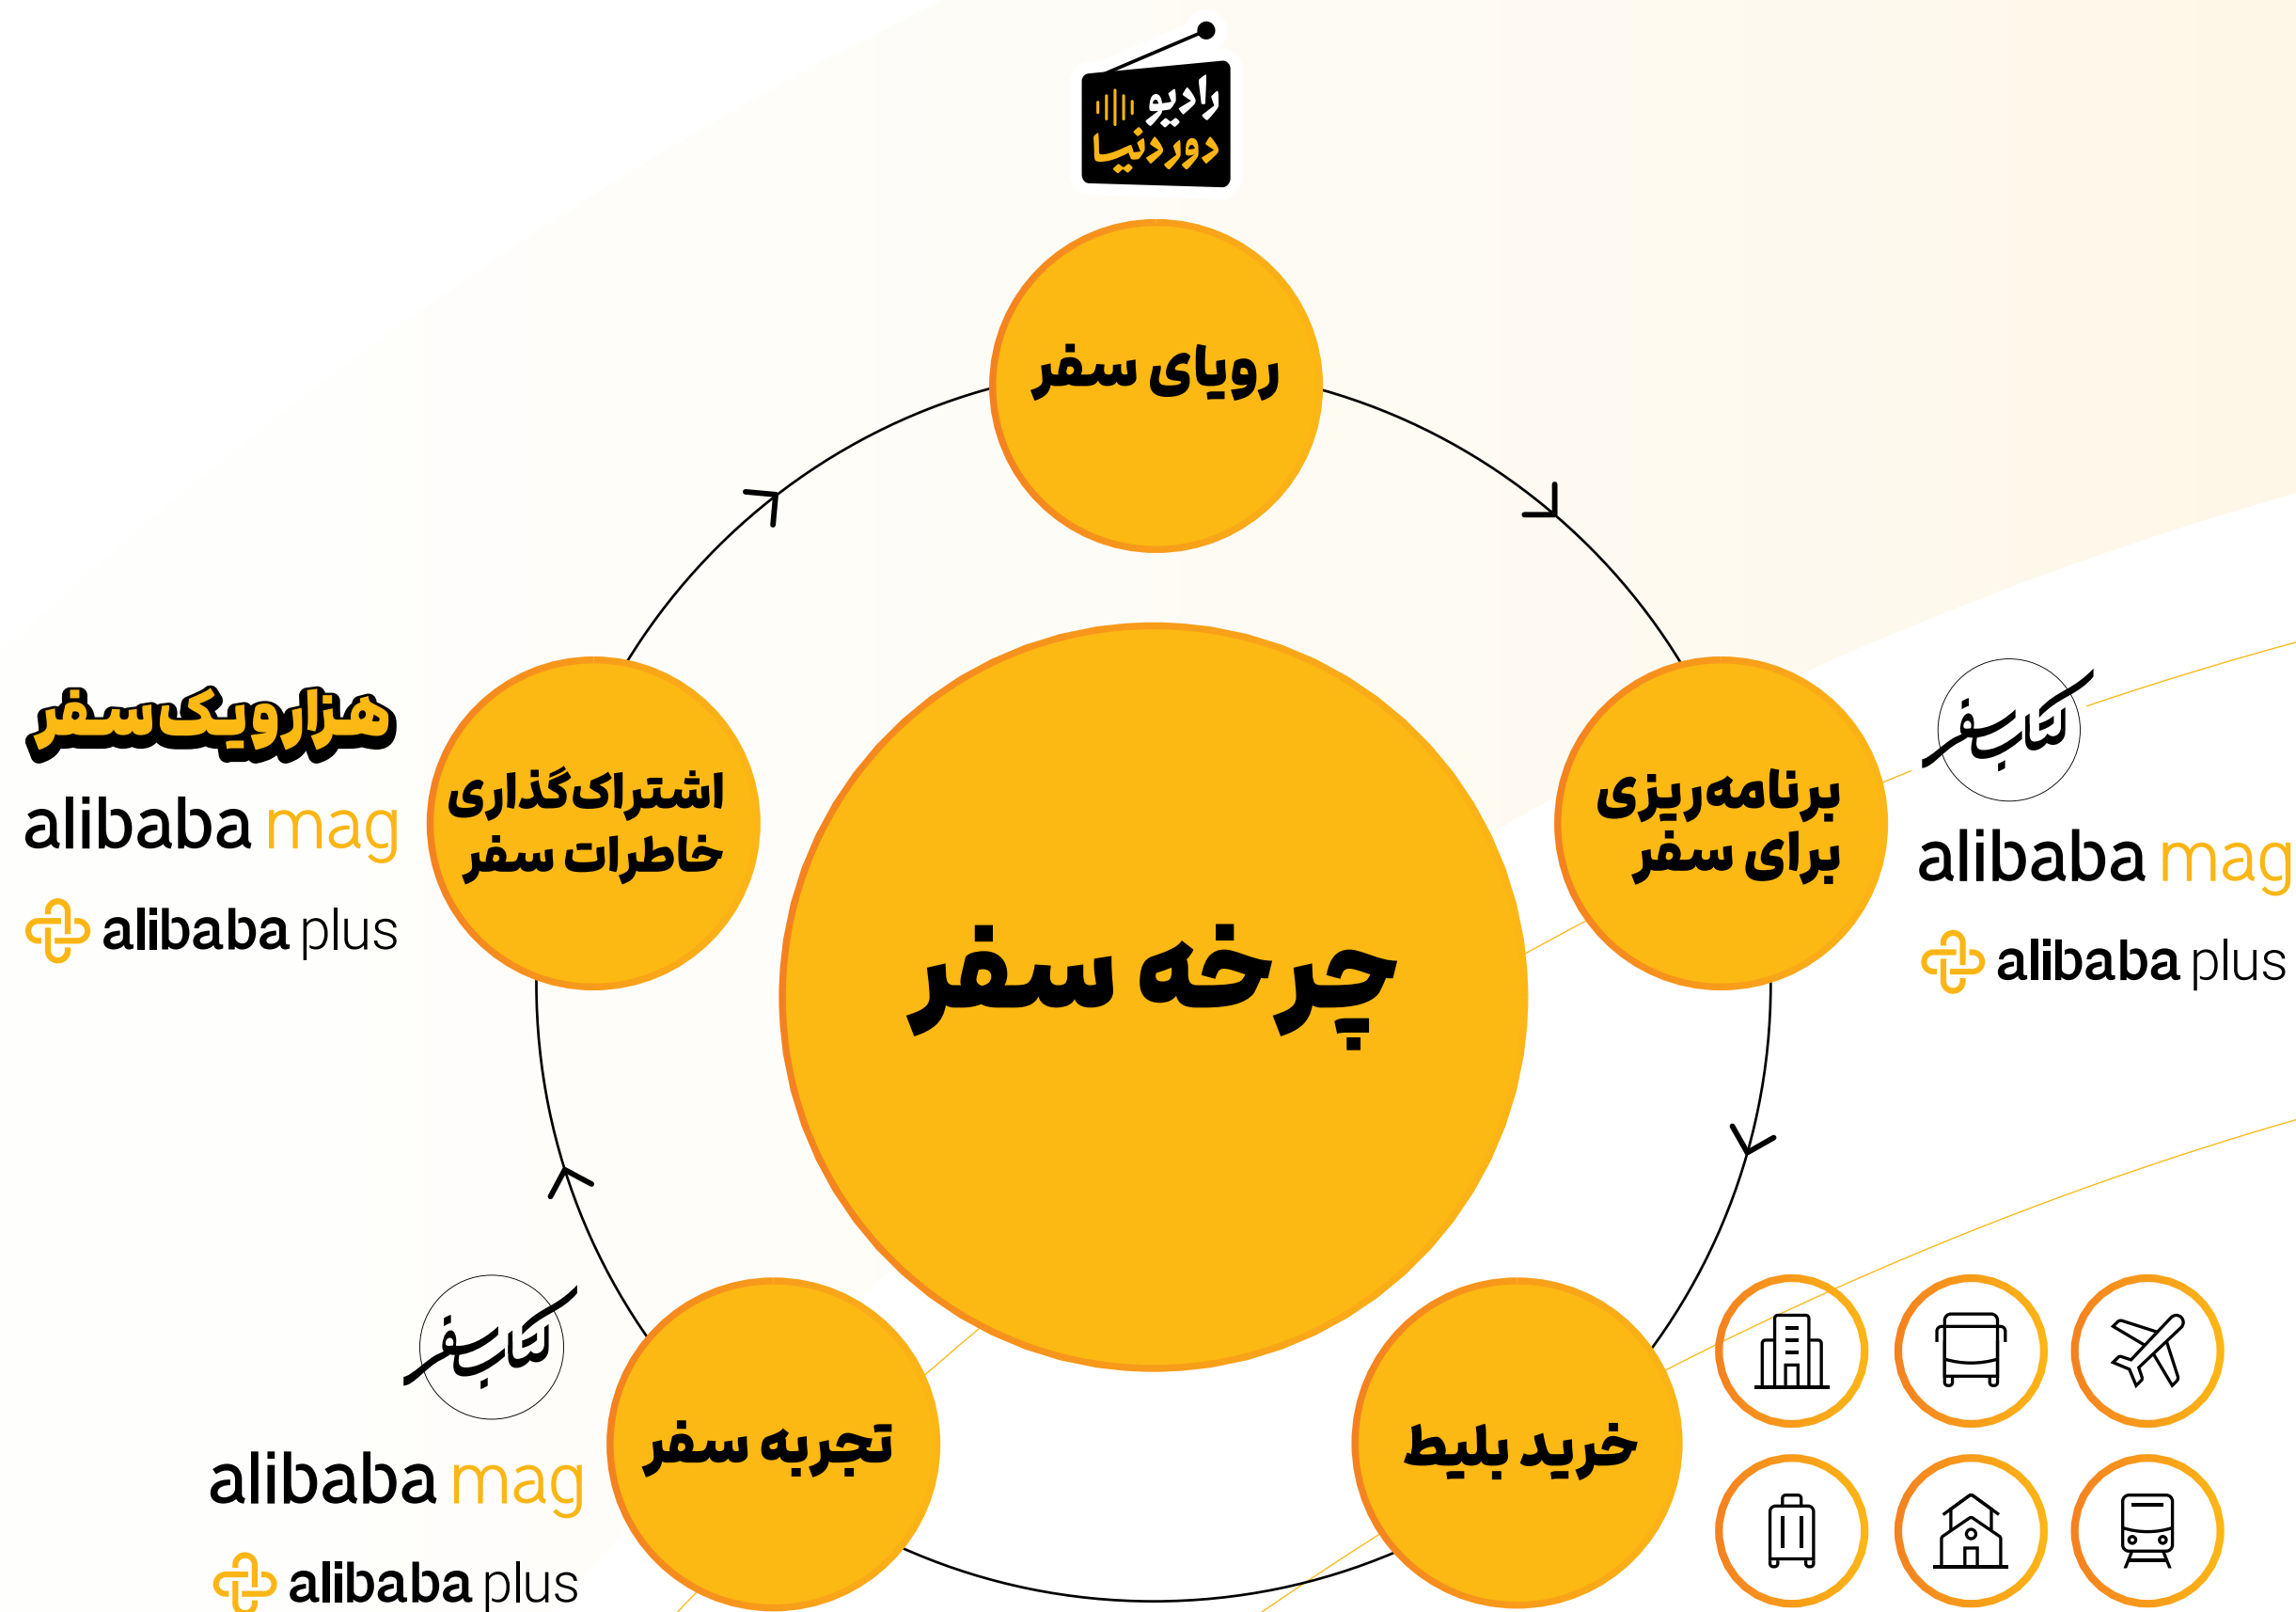 رادیو
دور دنیا
رویای سفر
برنامه‌ریزی
برای سفر
کتاب سفر
alibaba mag
alibaba plus
خرید بلیط
تجربه سفر
کتاب سفر
alibaba mag
alibaba plus
اشتراک‌گذای
خاطرات سفر
هزارویک‌سفر
alibaba mag
alibaba plus
چرخه سفر